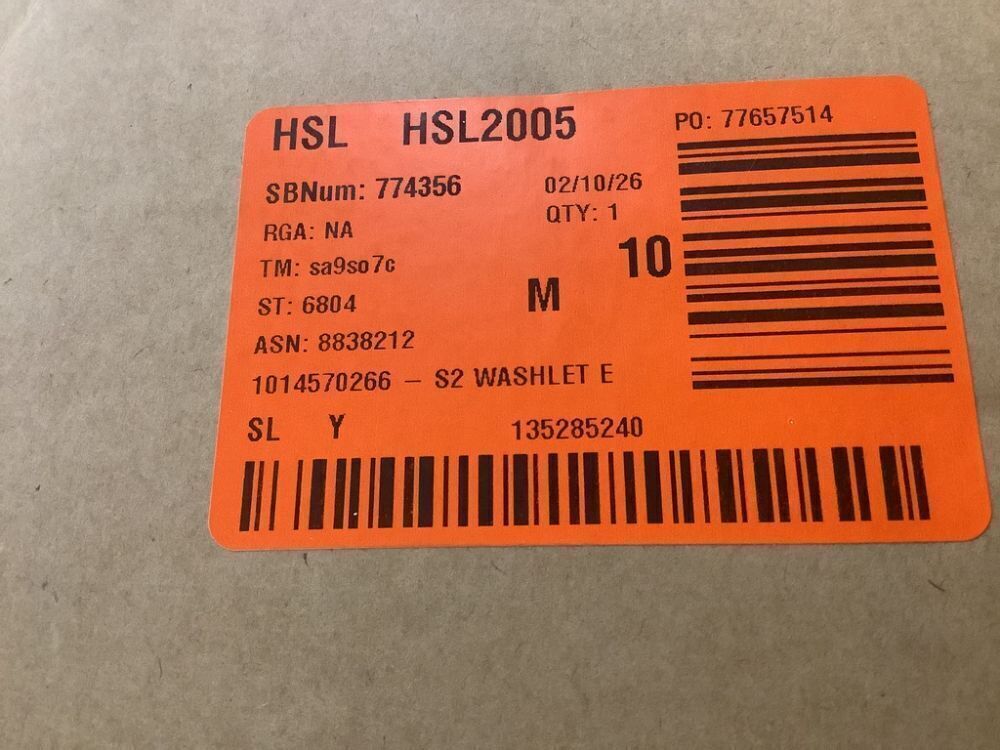 HSL HSL2005 PO: 77657514
SBNum: 774356 02/10/26
RGA: NA QTY: 1
TM: sa9so7c 10
ST: 6804 M
ASN: 8838212
1014570266 – S2 WASHLET E
SL Y 135285240